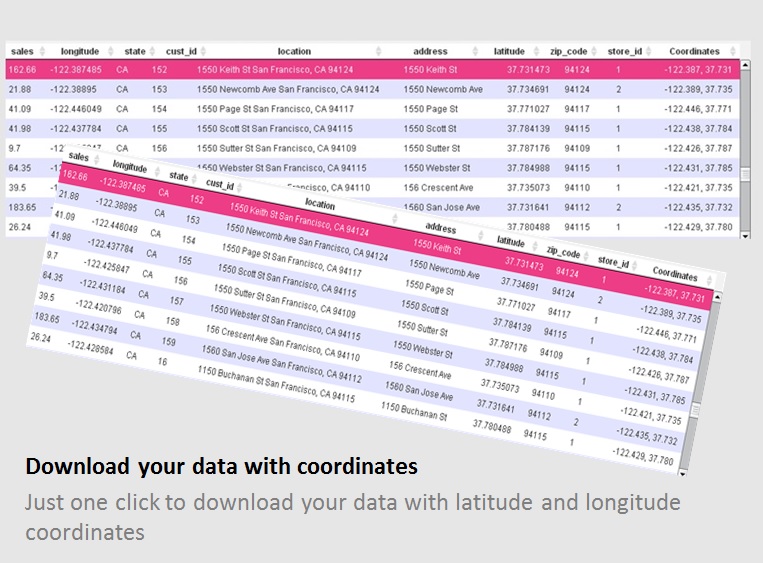 sales longitude state cust_id location address latitude zip_code store_id Coordinates
162.66 -122.387485 CA 152 1550 Keith St San Francisco, CA 94124 1550 Keith St 37.731473 94124 1 -122.387, 37.731
21.88 -122.38895 CA 153 1550 Newcomb Ave San Francisco, CA 94124 1550 Newcomb Ave 37.734691 94124 2 -122.389, 37.735
41.09 -122.446049 CA 154 1550 Page St San Francisco, CA 94117 1550 Page St 37.771027 94117 1 -122.446, 37.771
41.98 -122.437784 CA 155 1550 Scott St San Francisco, CA 94115 1550 Scott St 37.784139 94115 1 -122.438, 37.784
9.7 CA 156 1550 Sutter St San Francisco, CA 94109 1550 Sutter St 37.787176 94109 1 -122.426, 37.787
64.35 Webster St San Francisco, CA 94115 1550 Webster St 37.784988 94115 1 -122.431, 37.785
39.5 CA 94110 156 Crescent Ave 37.735073 94110 1 -122.421, 37.735
183.65 1560 San Jose Ave 37.731641 94112 2 -122.435, 37.732
26.24 37.780488 94115 1 -122.429, 37.780
sales longitude state cust_id location address latitude zip_code store_id Coordinates
162.66 -122.387485 CA 152 1550 Keith St San Francisco, CA 94124 1550 Keith St 37.731473 94124 1 -122.387, 37.731
21.88 -122.38895 CA 153 1550 Newcomb Ave San Francisco, CA 94124 1550 Newcomb Ave 37.734691 94124 2 -122.389, 37.735
41.09 -122.446049 CA 154 1550 Page St San Francisco, CA 94117 1550 Page St 37.771027 94117 1 -122.446, 37.771
41.98 -122.437784 CA 155 1550 Scott St San Francisco, CA 94115 1550 Scott St 37.784139 94115 1 -122.438, 37.784
9.7 -122.425847 CA 156 1550 Sutter St San Francisco, CA 94109 1550 Sutter St 37.787176 94109 1 -122.426, 37.787
64.35 -122.431184 CA 157 1550 Webster St San Francisco, CA 94115 1550 Webster St 37.784988 94115 1 -122.431, 37.785
39.5 -122.420786 CA 158 156 Crescent Ave San Francisco, CA 94110 156 Crescent Ave 37.735073 94110 1 -122.421, 37.735
183.65 -122.434794 CA 159 1560 San Jose Ave San Francisco, CA 94112 1560 San Jose Ave 37.731641 94112 2 -122.435, 37.732
26.24 -122.428584 CA 16 1150 Buchanan St San Francisco, CA 94115 1150 Buchanan St 37.780488 94115 1 -122.429, 37.780
Download your data with coordinates
Just one click to download your data with latitude and longitude
coordinates